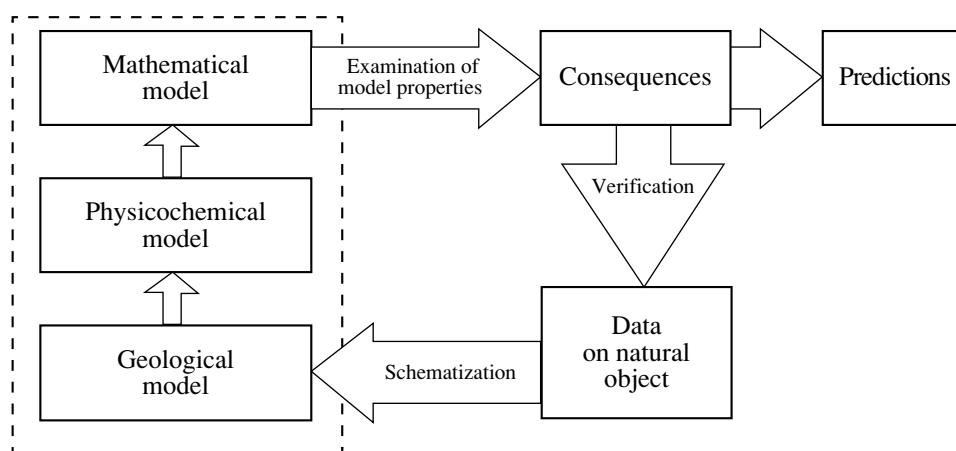 Mathematical
model
Examination of
model properties
Consequences
Predictions
Physicochemical
model
Verification
Geological
model
Schematization
Data
on natural
object